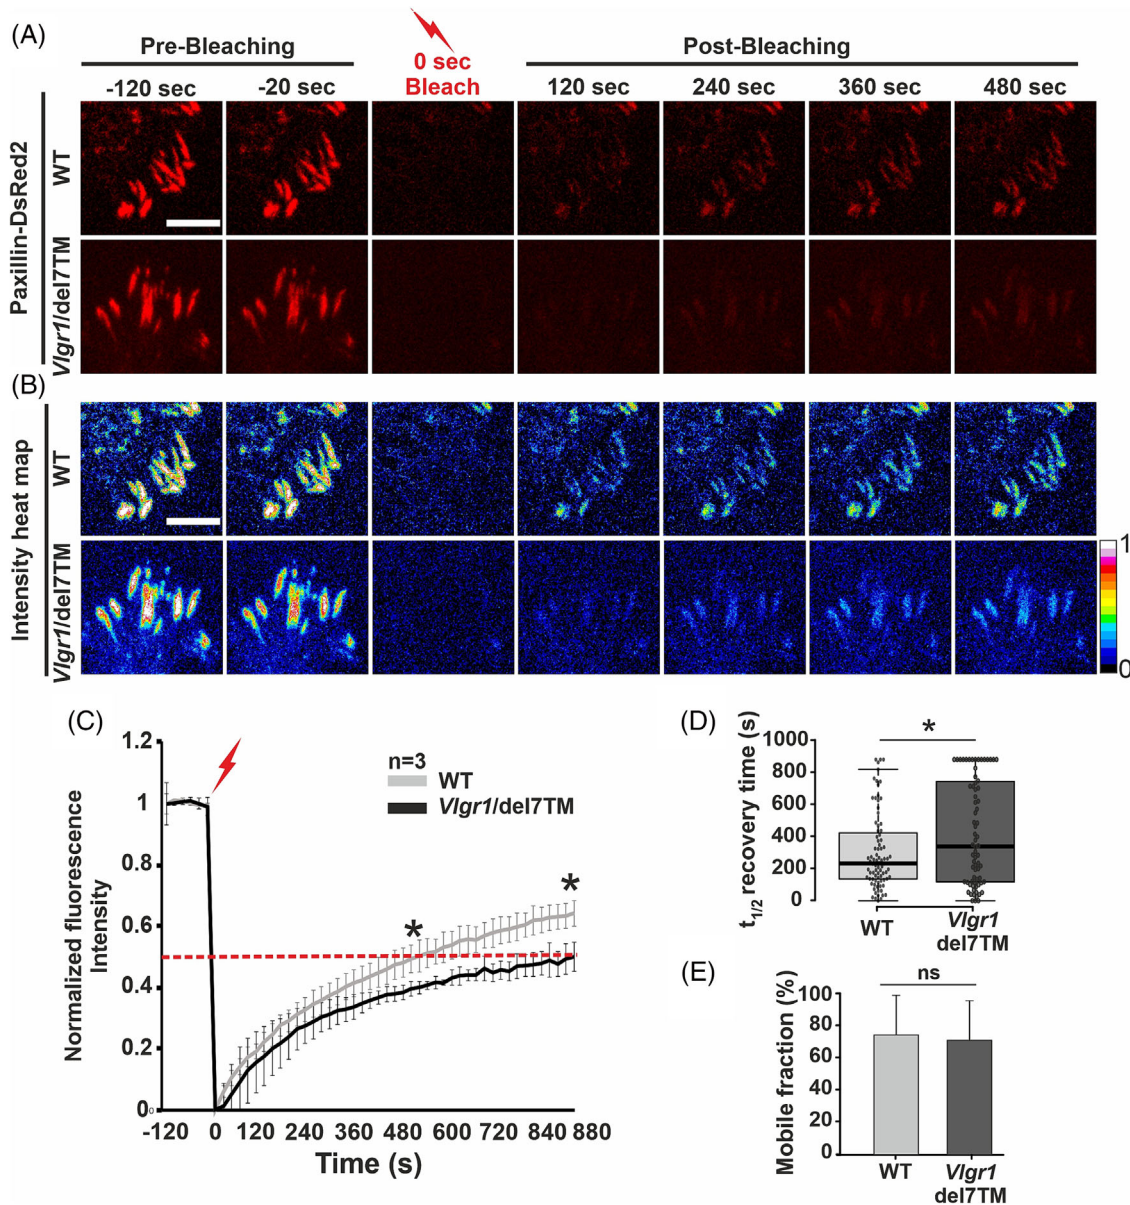 (A)
Pre-Bleaching
0 sec
Bleach
Post-Bleaching
-120 sec -20 sec 120 sec 240 sec 360 sec 480 sec
Paxillin-DsRed2
WT
Vlgr1/del7TM
(B)
Intensity heat map
WT
Vlgr1/del7TM
1
0
(C)
Normalized fluorescence
Intensity
1.2
1
0.8
0.6
0.4
0.2
0
0
n=3
WT
Vlgr1/del7TM
*
*
-120 0 120 240 360 480 600 720 840 880
Time (s)
(D)
t1/2 recovery time (s)
1000
800
600
400
200
0
*
WT
Vlgr1
del7TM
(E)
Mobile fraction (%)
100
80
60
40
20
0
ns
WT
Vlgr1
del7TM